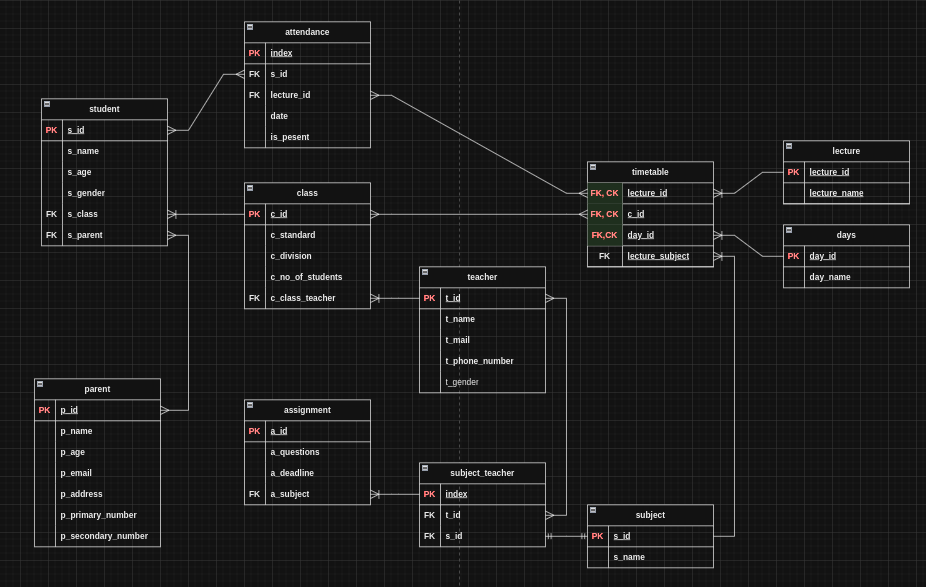 attendance
PK index
FK s_id
FK lecture_id
date
is_pesent
student
PK s_id
s_name
s_age
s_gender
FK s_class
FK s_parent
class
PK c_id
c_standard
c_division
c_no_of_students
FK c_class_teacher
timetable
FK, CK lecture_id
FK, CK c_id
FK,CK day_id
FK lecture_subject
lecture
PK lecture_id
lecture_name
days
PK day_id
day_name
teacher
PK t_id
t_name
t_mail
t_phone_number
t_gender
parent
PK p_id
p_name
p_age
p_email
p_address
p_primary_number
p_secondary_number
assignment
PK a_id
a_questions
a_deadline
FK a_subject
subject_teacher
PK index
FK t_id
FK s_id
subject
PK s_id
s_name